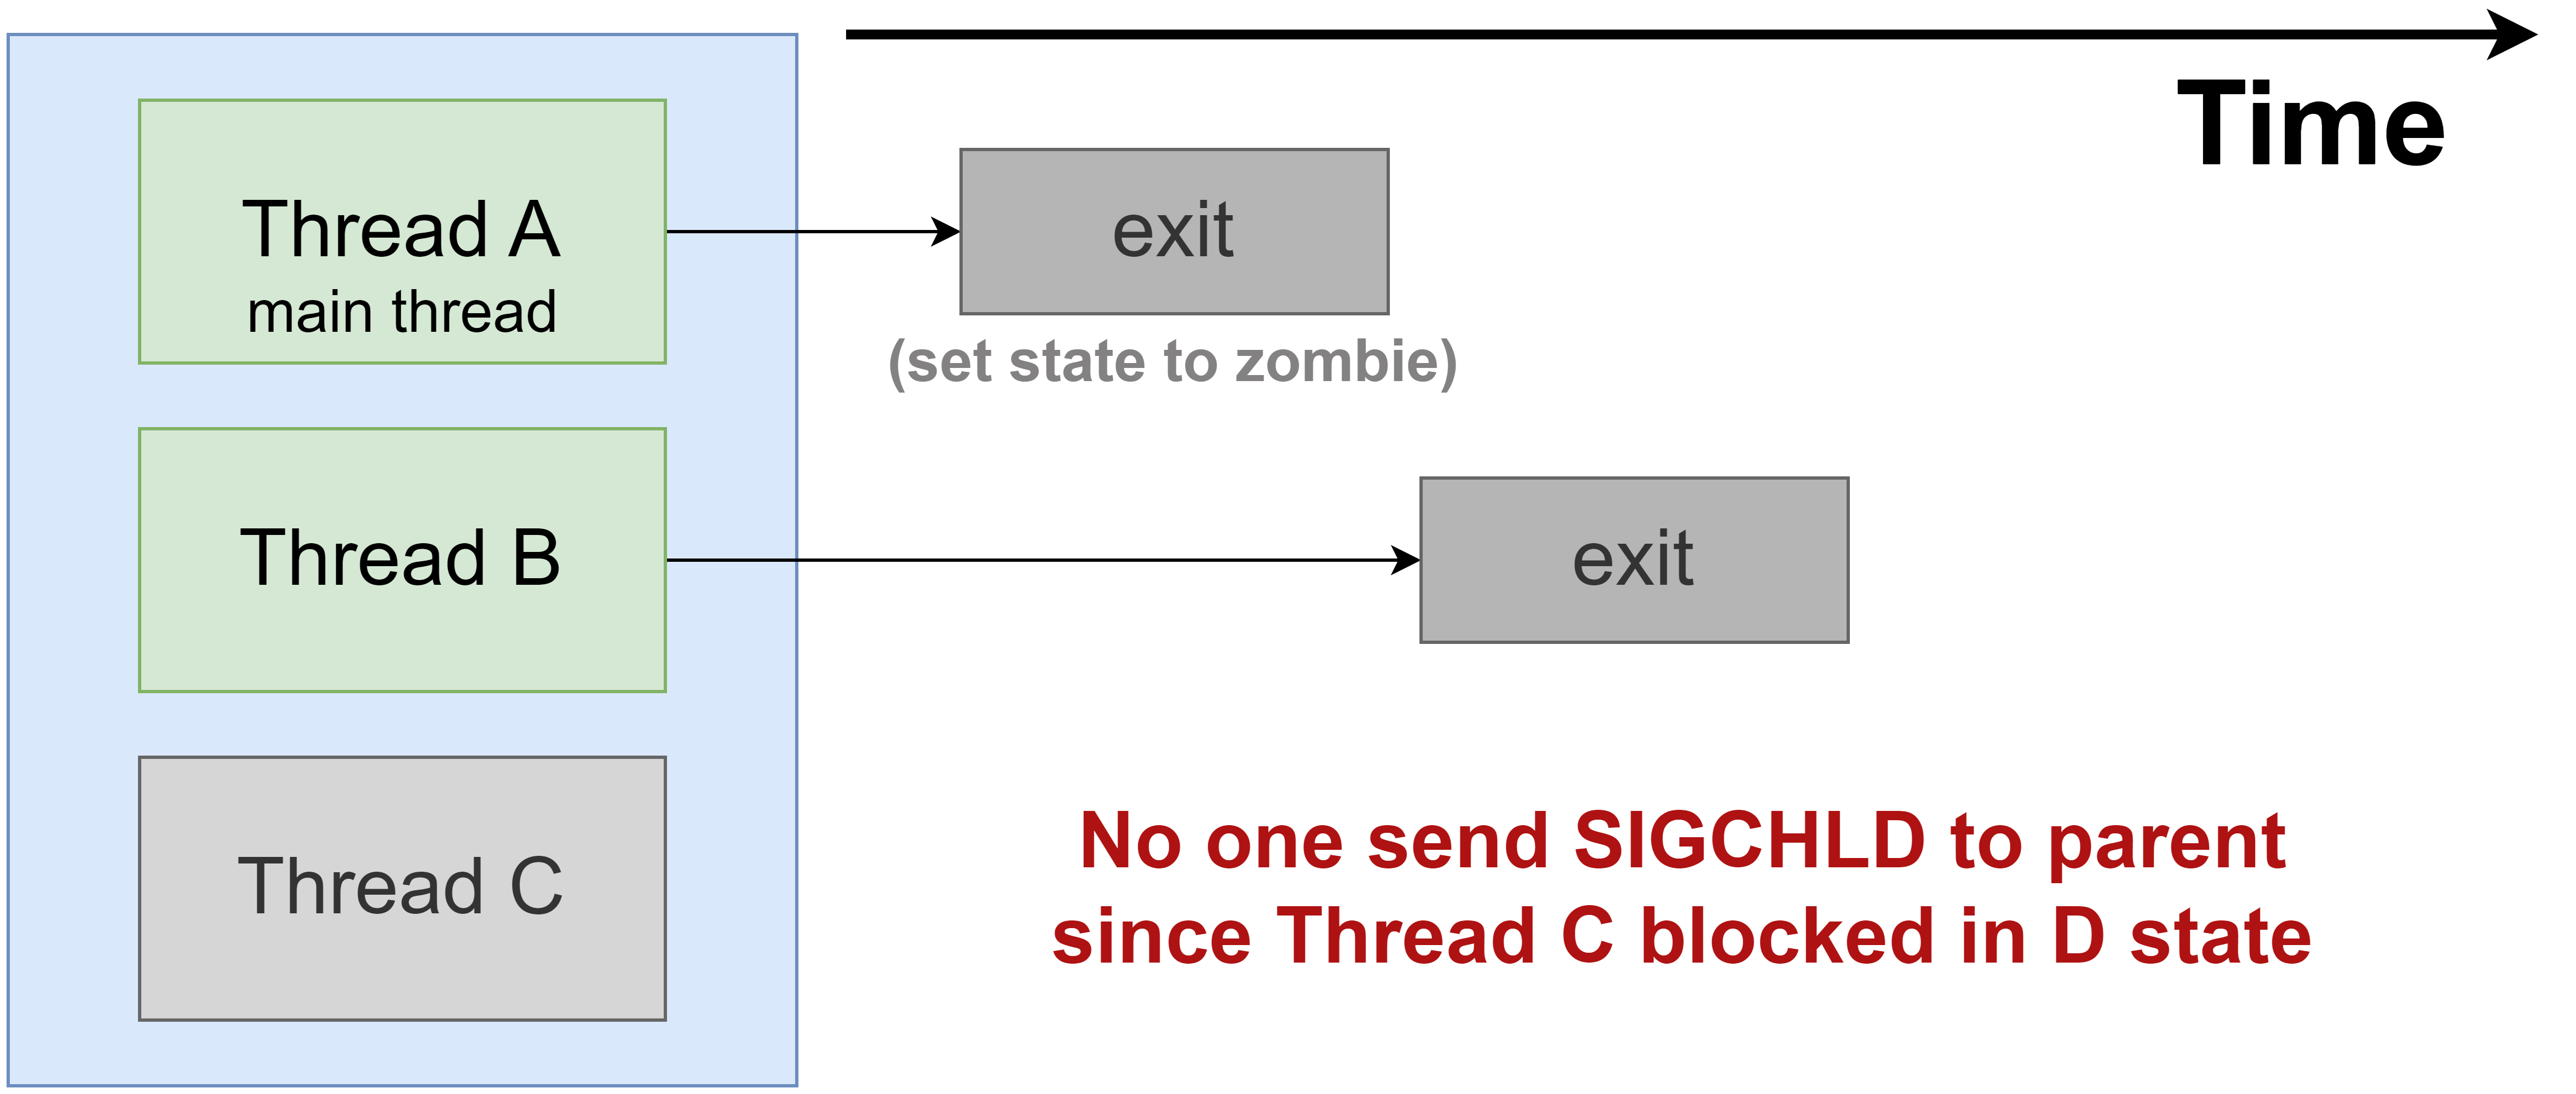 Time
Thread A
main thread
exit
(set state to zombie)
Thread B
exit
Thread C
No one send SIGCHLD to parent
since Thread C blocked in D state